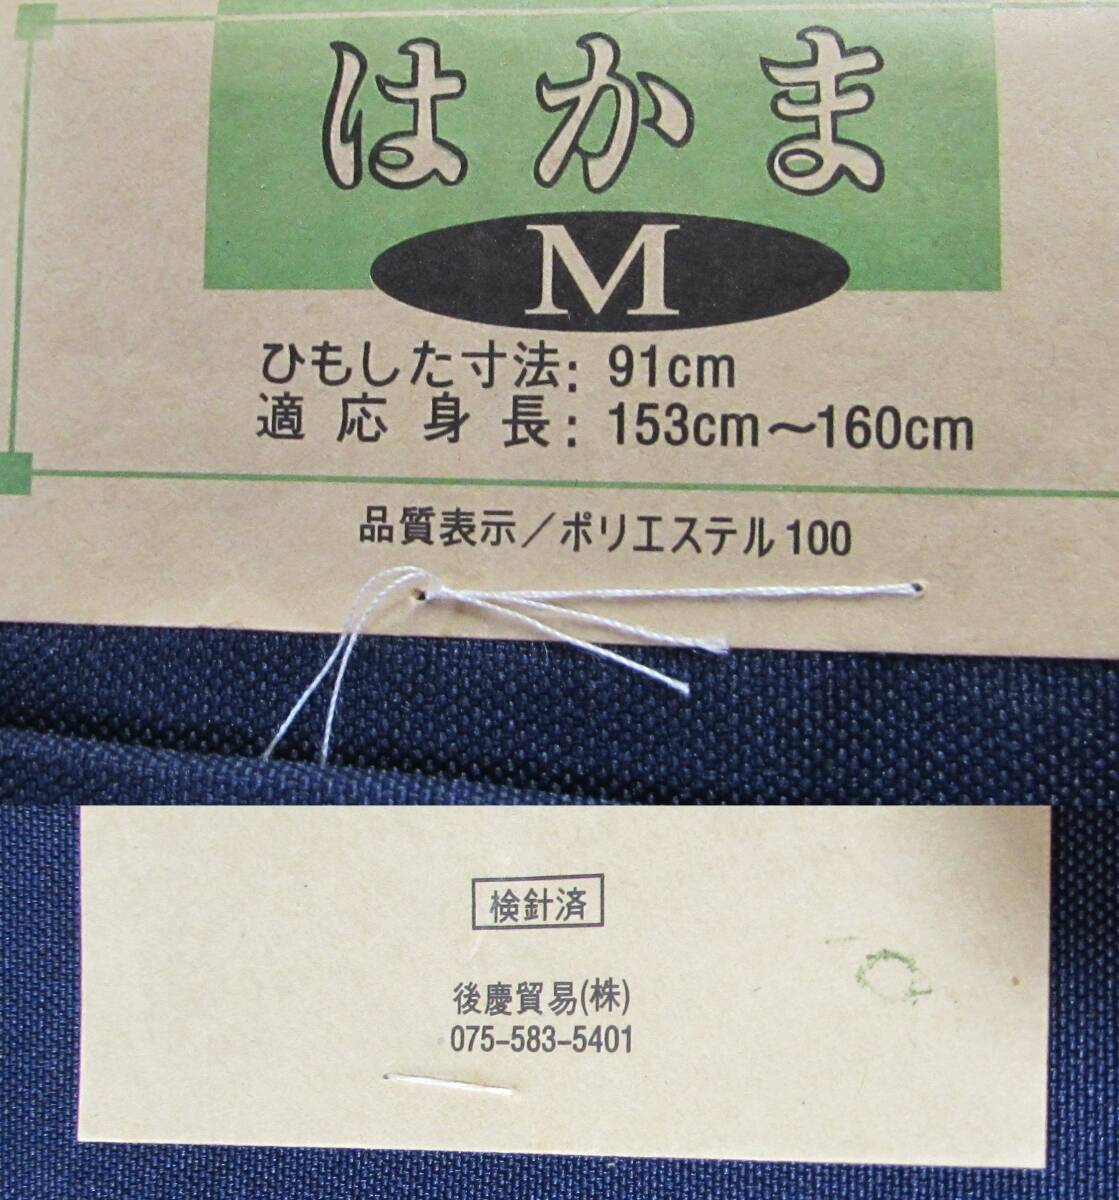 はかま
M
ひもした寸法: 91cm
適応身長: 153cm～160cm
品質表示／ポリエステル100
検針済
後慶貿易(株)
075-583-5401